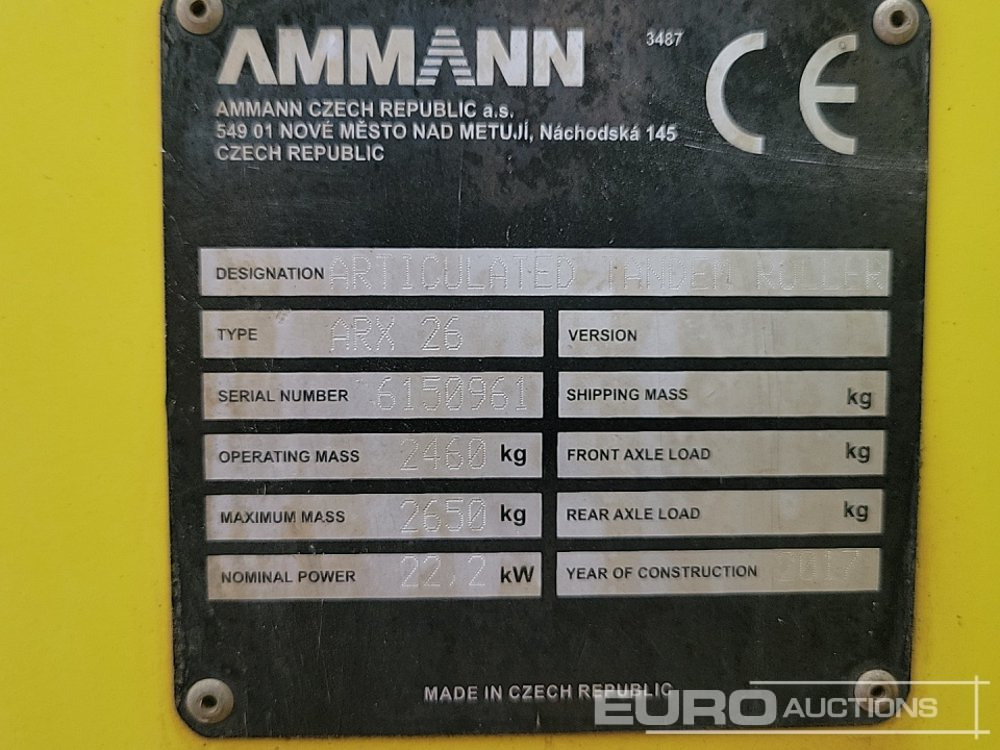 AMMANN
3487
CE
AMMANN CZECH REPUBLIC a.s.
549 01 NOVÉ MĚSTO NAD METUJÍ, Náchodská 145
CZECH REPUBLIC
DESIGNATION ARTICULATED TANDEM ROLLER
TYPE ARX 26
VERSION
SERIAL NUMBER 6150961
SHIPPING MASS kg
OPERATING MASS 2460 kg
FRONT AXLE LOAD kg
MAXIMUM MASS 2650 kg
REAR AXLE LOAD kg
NOMINAL POWER 22,2 kW
YEAR OF CONSTRUCTION 2017
MADE IN CZECH REPUBLIC
EURO AUCTIONS